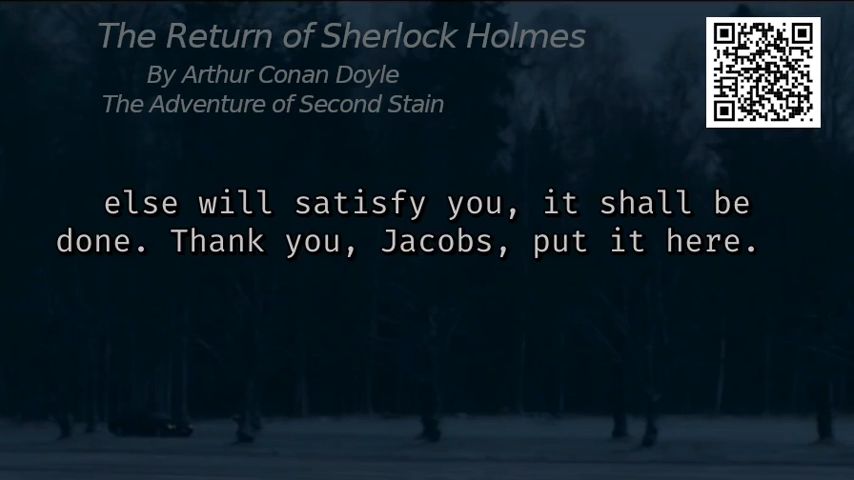 The Return of Sherlock Holmes
By Arthur Conan Doyle
The Adventure of Second Stain
else will satisfy you, it shall be
done. Thank you, Jacobs, put it here.